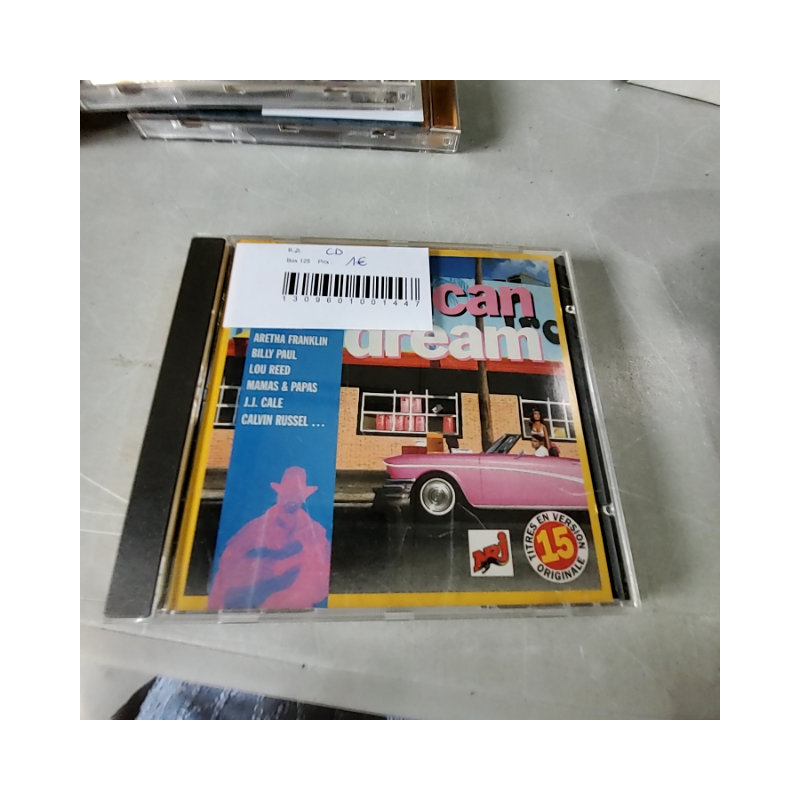 CD
Box 125 Prix 1€
1309601001447
can
dream
ARETHA FRANKLIN
BILLY PAUL
LOU REED
MAMAS & PAPAS
J.J. CALE
CALVIN RUSSEL ...
NRJ
15
TITRES EN VERSION
ORIGINALE